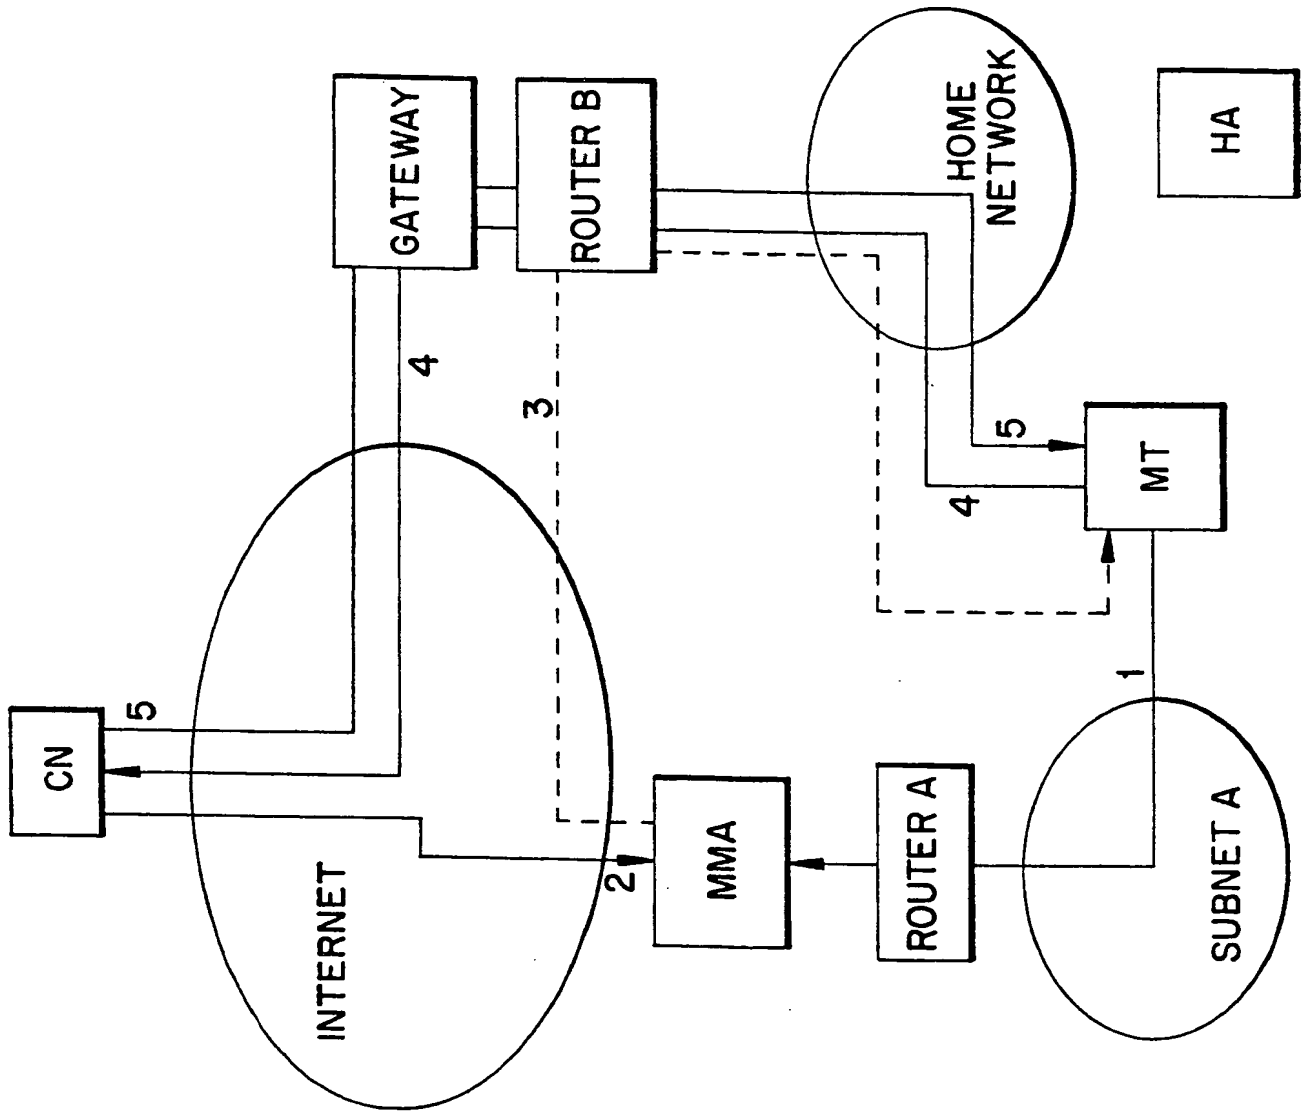 CN
5
INTERNET
GATEWAY
4
ROUTER B
3
2
MMA
ROUTER A
HOME
NETWORK
5
4
MT
1
SUBNET A
HA